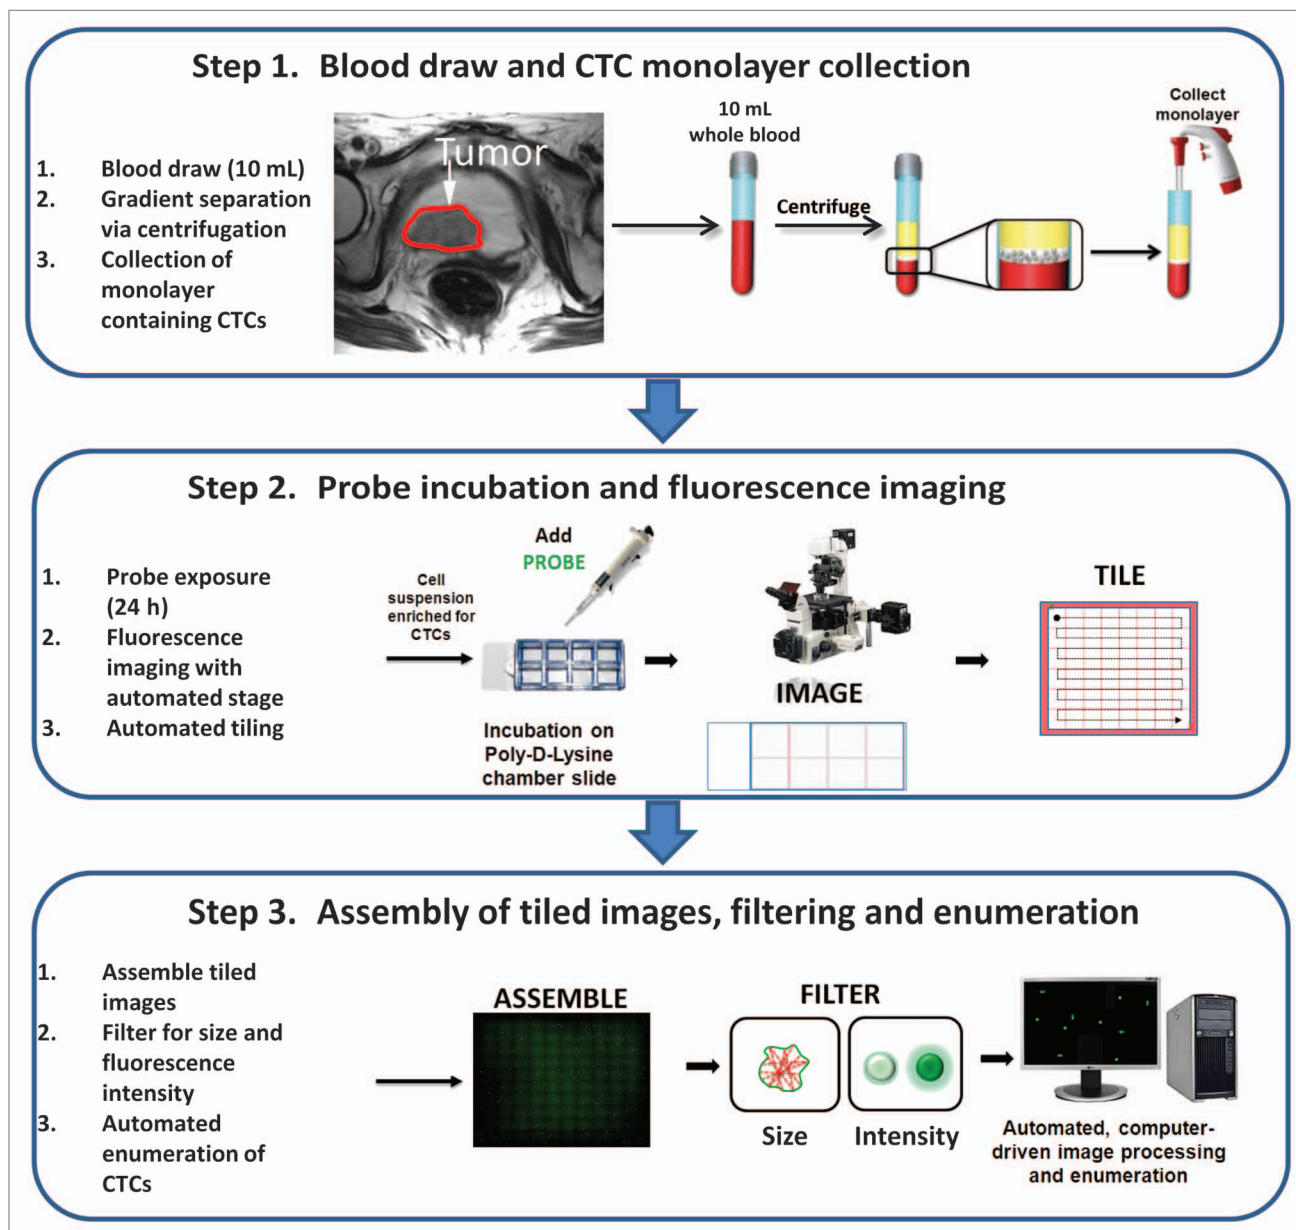 Step 1. Blood draw and CTC monolayer collection
1. Blood draw (10 mL)
2. Gradient separation
via centrifugation
3. Collection of
monolayer
containing CTCs
Tumor
10 mL
whole blood
Centrifuge
Collect
monolayer
Step 2. Probe incubation and fluorescence imaging
1. Probe exposure
(24 h)
2. Fluorescence
imaging with
automated stage
3. Automated tiling
Cell
suspension
enriched for
CTCs
Add
PROBE
Incubation on
Poly-D-Lysine
chamber slide
IMAGE
TILE
Step 3. Assembly of tiled images, filtering and enumeration
1. Assemble tiled
images
2. Filter for size and
fluorescence
intensity
3. Automated
enumeration of
CTCs
ASSEMBLE
FILTER
Size
Intensity
Automated, computer-
driven image processing
and enumeration